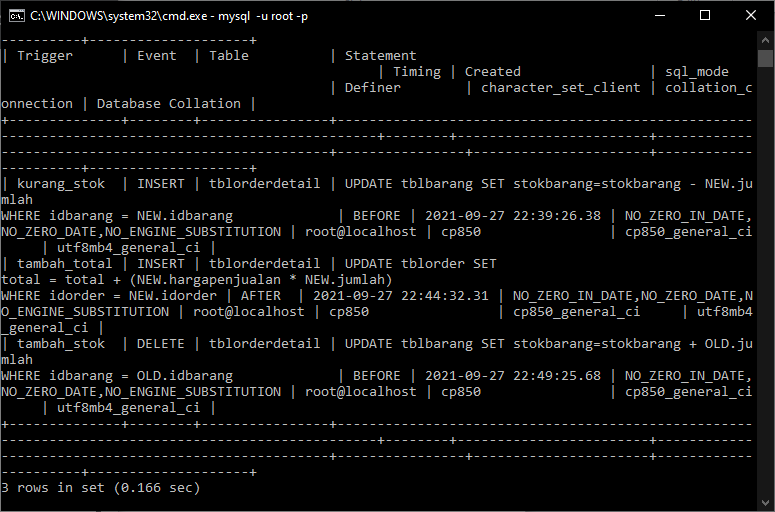 C:\WINDOWS\system32\cmd.exe - mysql -u root -p
----------+-------------------+
| Trigger      | Event  | Table          | Statement
                                           | Timing | Created                | sql_mode
                                      | Definer        | character_set_client | collation_c
onnection | Database Collation |
+--------------+--------+----------------+---------------------------------------------
-------------------------------------------+--------+------------------------+-----------
--------------------------------------+----------------+----------------------+-----------
----------+-------------------+
| kurang_stok  | INSERT | tblorderdetail | UPDATE tblbarang SET stokbarang=stokbarang - NEW.ju
mlah
WHERE idbarang = NEW.idbarang            | BEFORE | 2021-09-27 22:39:26.38 | NO_ZERO_IN_DATE,
NO_ZERO_DATE,NO_ENGINE_SUBSTITUTION | root@localhost | cp850                | cp850_general_ci
     | utf8mb4_general_ci |
| tambah_total | INSERT | tblorderdetail | UPDATE tblorder SET
total = total + (NEW.hargapenjualan * NEW.jumlah)
WHERE idorder = NEW.idorder | AFTER  | 2021-09-27 22:44:32.31 | NO_ZERO_IN_DATE,NO_ZERO_DATE,N
O_ENGINE_SUBSTITUTION | root@localhost | cp850                | cp850_general_ci     | utf8mb4
_general_ci |
| tambah_stok  | DELETE | tblorderdetail | UPDATE tblbarang SET stokbarang=stokbarang + OLD.ju
mlah
WHERE idbarang = OLD.idbarang            | BEFORE | 2021-09-27 22:49:25.68 | NO_ZERO_IN_DATE,
NO_ZERO_DATE,NO_ENGINE_SUBSTITUTION | root@localhost | cp850                | cp850_general_ci
     | utf8mb4_general_ci |
+--------------+--------+----------------+---------------------------------------------
-------------------------------------------+--------+------------------------+-----------
--------------------------------------+----------------+----------------------+-----------
----------+-------------------+
3 rows in set (0.166 sec)